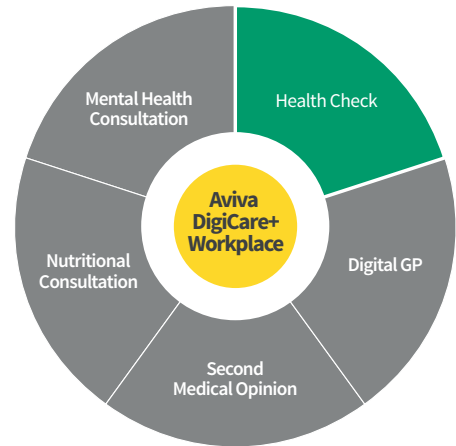 Mental Health
Consultation
Health Check
Aviva
DigiCare+
Workplace
Nutritional
Consultation
Digital GP
Second
Medical Opinion